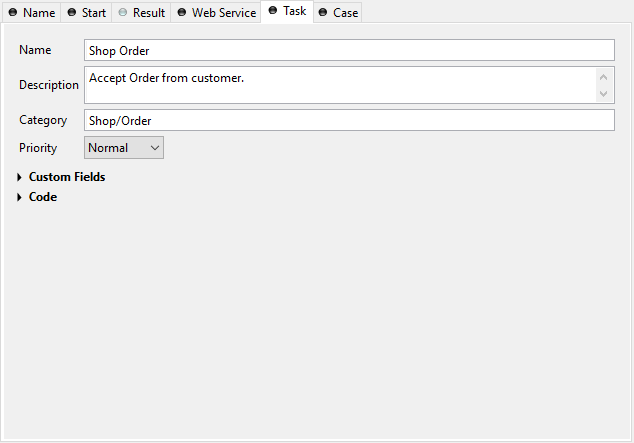 Name Start Result Web Service Task Case
Name Shop Order
Description Accept Order from customer.
Category Shop/Order
Priority Normal
Custom Fields
Code